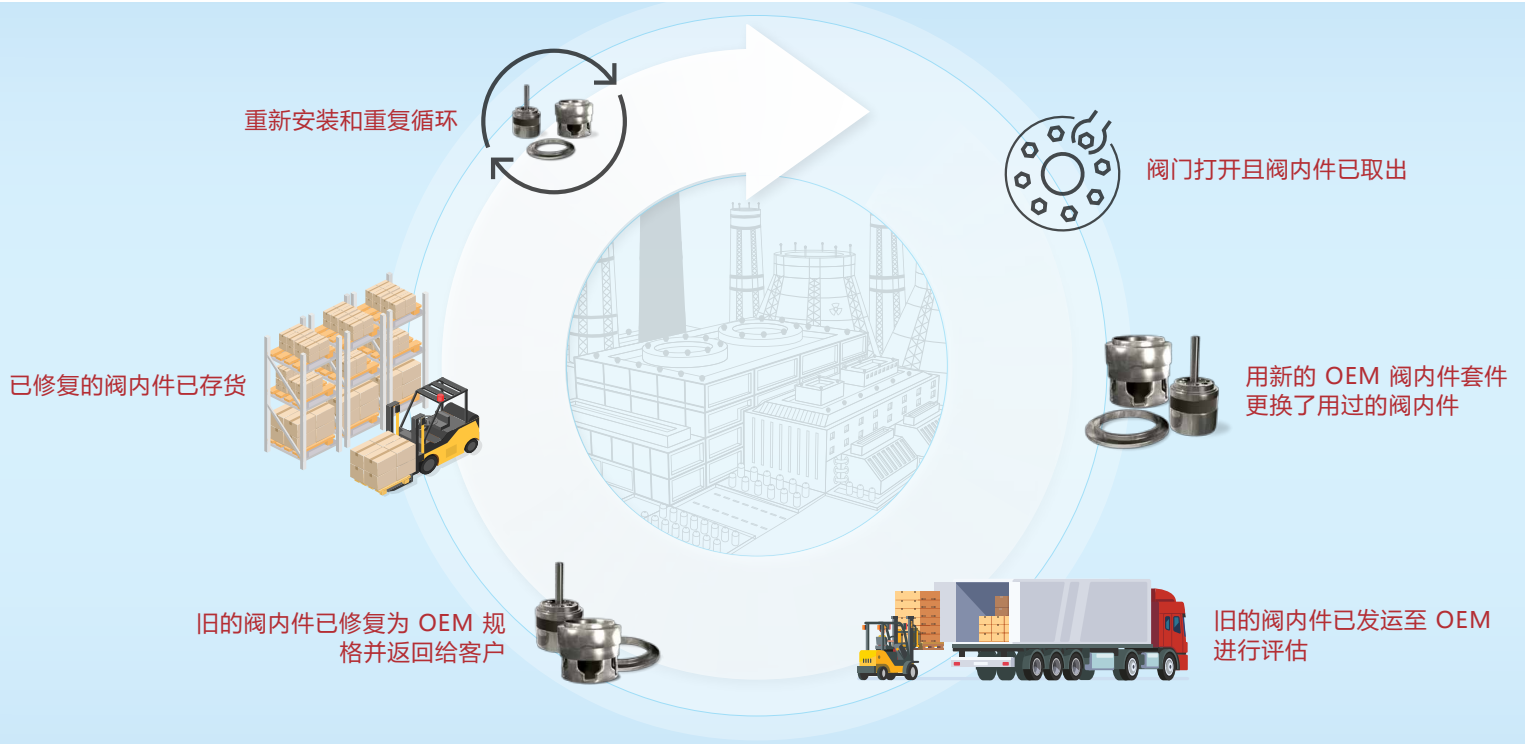 重新安装和重复循环
阀门打开且阀内件已取出
已修复的阀内件已存货
用新的 OEM 阀内件套件
更换了用过的阀内件
旧的阀内件已修复为 OEM 规
格并返回给客户
旧的阀内件已发运至 OEM
进行评估